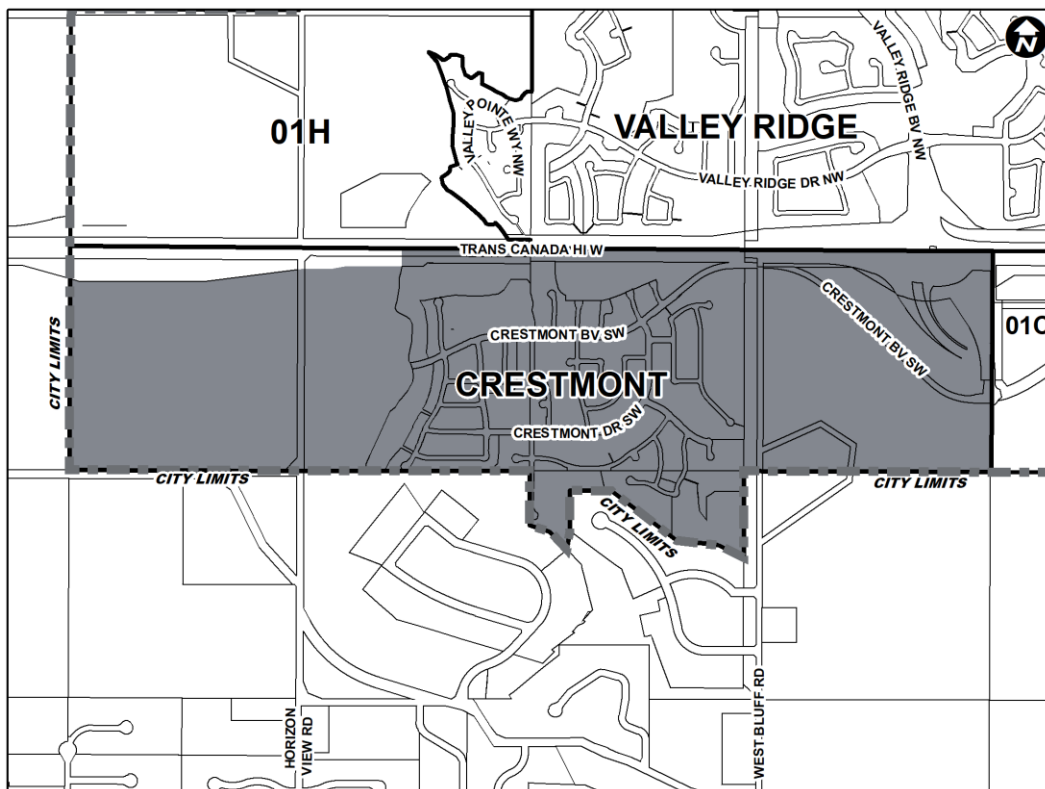 N
VALLEY RIDGE BV NW
01H
VALLEY POINTE WY NW
VALLEY RIDGE
VALLEY RIDGE DR NW
TRANS CANADA HI W
CITY LIMITS
CRESTMONT BV SW
CRESTMONT BV SW
01C
CRESTMONT
CRESTMONT DR SW
CITY LIMITS
CITY LIMITS
CITY LIMITS
HORIZON
VIEW RD
WEST BLUFF RD